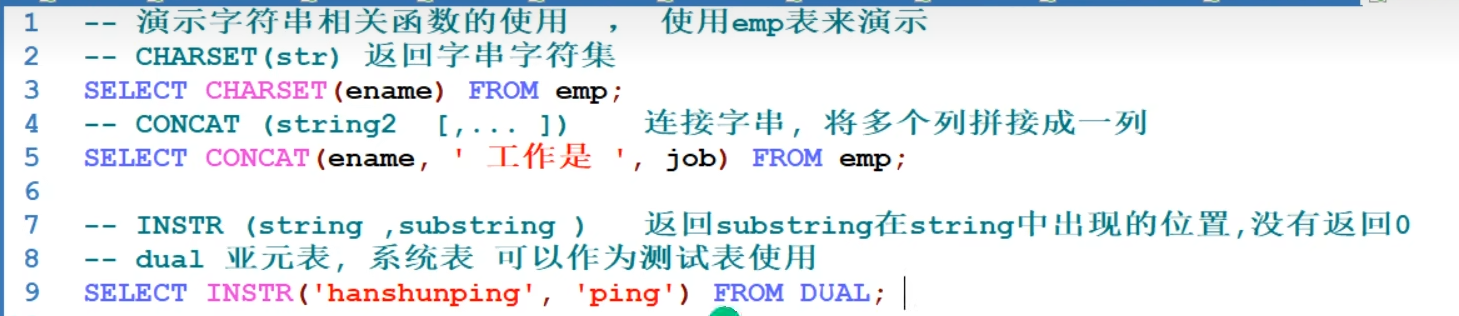 1 -- 演示字符串相关函数的使用 , 使用emp表来演示
2 -- CHARSET(str) 返回字串字符集
3 SELECT CHARSET(ename) FROM emp;
4 -- CONCAT (string2 [,... ]) 连接字串, 将多个列拼接成一列
5 SELECT CONCAT(ename, ' 工作是 ', job) FROM emp;
6
7 -- INSTR (string ,substring ) 返回substring在string中出现的位置,没有返回0
8 -- dual 亚元表, 系统表 可以作为测试表使用
9 SELECT INSTR('hanshunping', 'ping') FROM DUAL;